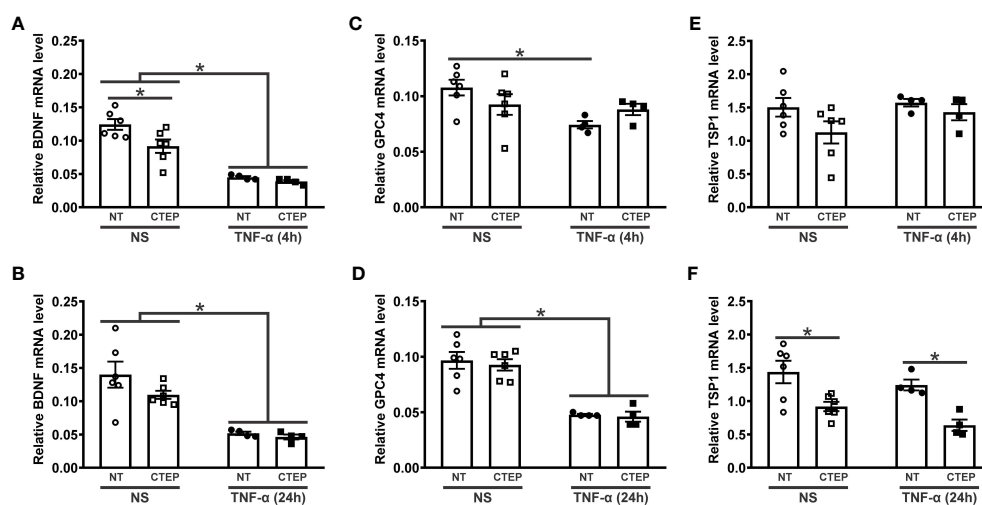 A
Relative BDNF mRNA level
0.25
0.20
0.15
0.10
0.05
0.00
*
*
NT CTEP NT CTEP
NS TNF-α (4h)
C
Relative GPC4 mRNA level
0.15
0.10
0.05
0.00
*
NT CTEP NT CTEP
NS TNF-α (4h)
E
Relative TSP1 mRNA level
2.5
2.0
1.5
1.0
0.5
0.0
NT CTEP NT CTEP
NS TNF-α (4h)
B
Relative BDNF mRNA level
0.25
0.20
0.15
0.10
0.05
0.00
*
NT CTEP NT CTEP
NS TNF-α (24h)
D
Relative GPC4 mRNA level
0.15
0.10
0.05
0.00
*
NT CTEP NT CTEP
NS TNF-α (24h)
F
Relative TSP1 mRNA level
2.5
2.0
1.5
1.0
0.5
0.0
*
*
NT CTEP NT CTEP
NS TNF-α (24h)